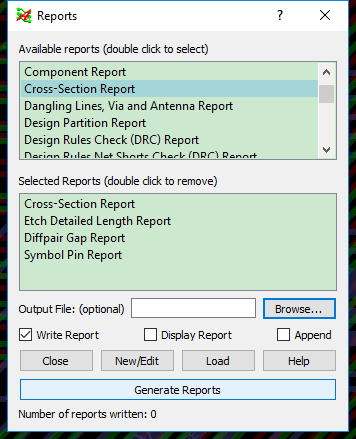 Reports
?
Available reports (double click to select)
Component Report
Cross-Section Report
Dangling Lines, Via and Antenna Report
Design Partition Report
Design Rules Check (DRC) Report
Design Rules Net Shorts Check (DRC) Report
Selected Reports (double click to remove)
Cross-Section Report
Etch Detailed Length Report
Diffpair Gap Report
Symbol Pin Report
Output File: (optional) Browse...
Write Report Display Report Append
Close New/Edit Load Help
Generate Reports
Number of reports written: 0